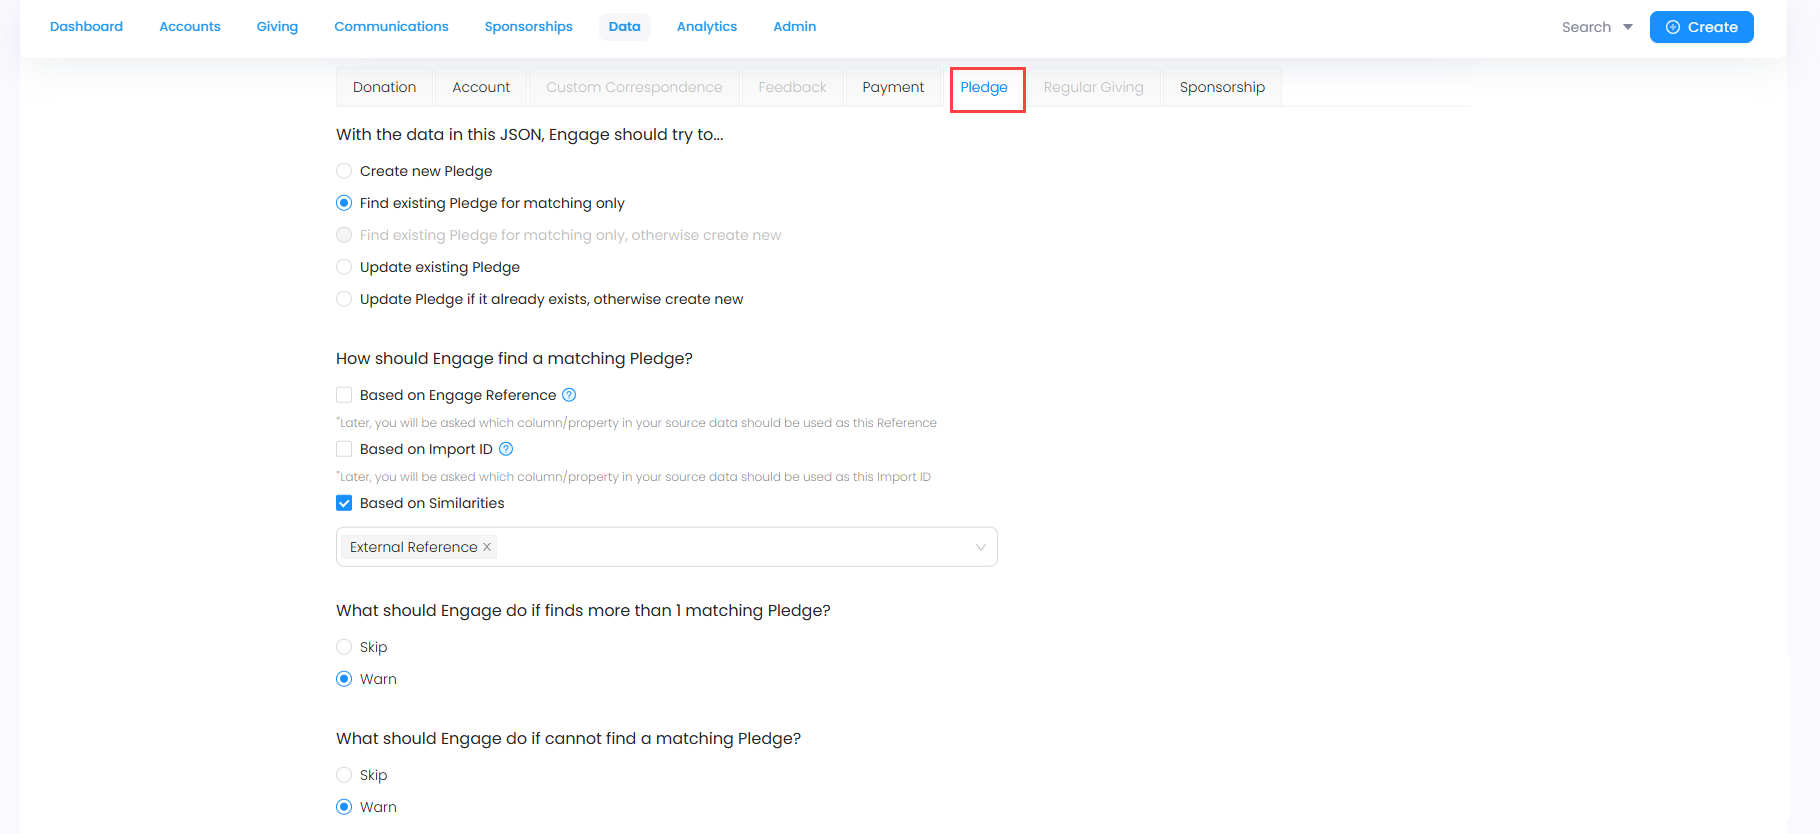 Dashboard Accounts Giving Communications Sponsorships Data Analytics Admin Search Create
Donation Account Custom Correspondence Feedback Payment Pledge Regular Giving Sponsorship
With the data in this JSON, Engage should try to...
Create new Pledge
Find existing Pledge for matching only
Find existing Pledge for matching only, otherwise create new
Update existing Pledge
Update Pledge if it already exists, otherwise create new
How should Engage find a matching Pledge?
Based on Engage Reference
*Later, you will be asked which column/property in your source data should be used as this Reference
Based on Import ID
*Later, you will be asked which column/property in your source data should be used as this Import ID
Based on Similarities
External Reference
What should Engage do if finds more than 1 matching Pledge?
Skip
Warn
What should Engage do if cannot find a matching Pledge?
Skip
Warn